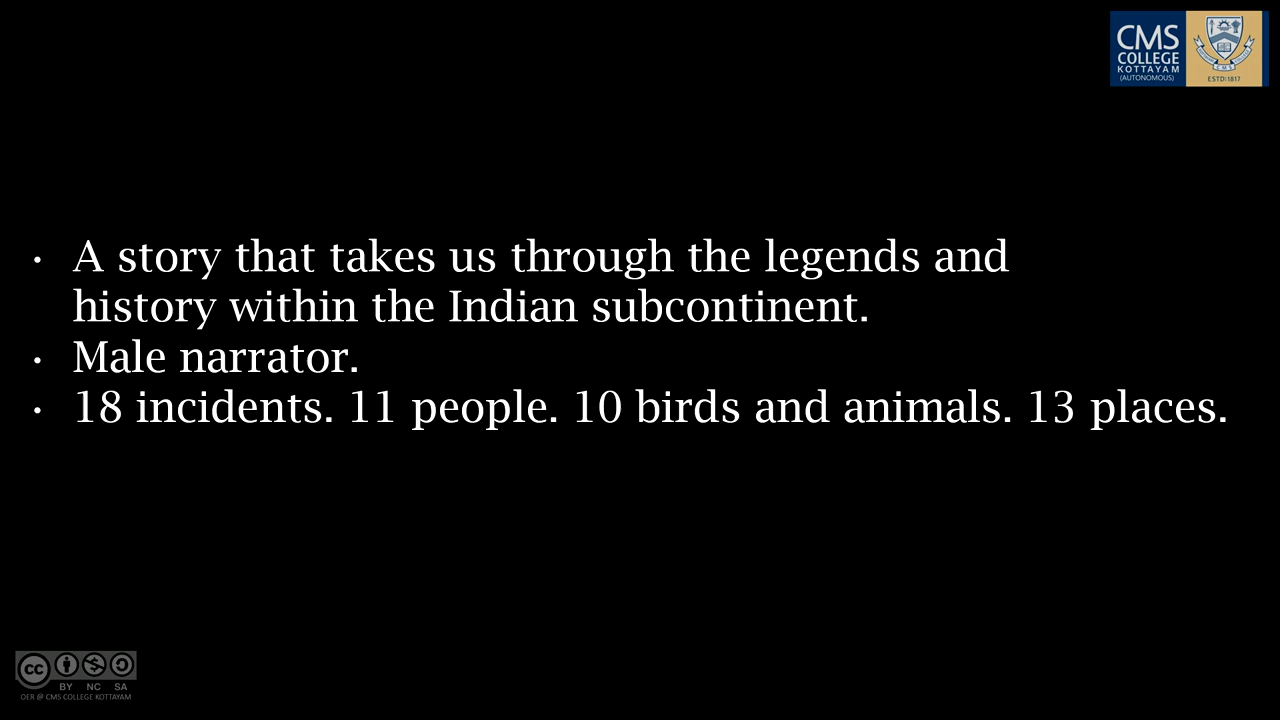 CMS
COLLEGE
KOTTAYAM
(AUTONOMOUS)
ESTD:1817
• A story that takes us through the legends and
history within the Indian subcontinent.
• Male narrator.
• 18 incidents. 11 people. 10 birds and animals. 13 places.
cc
BY NC SA
OER @ CMS COLLEGE KOTTAYAM